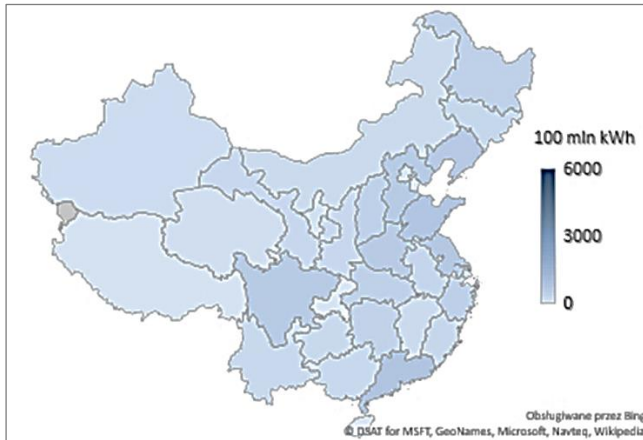 100 mln kWh
6000
3000
0
Obsługiwane przez Bing
© DSAT for MSFT, GeoNames, Microsoft, Navteq, Wikipedia